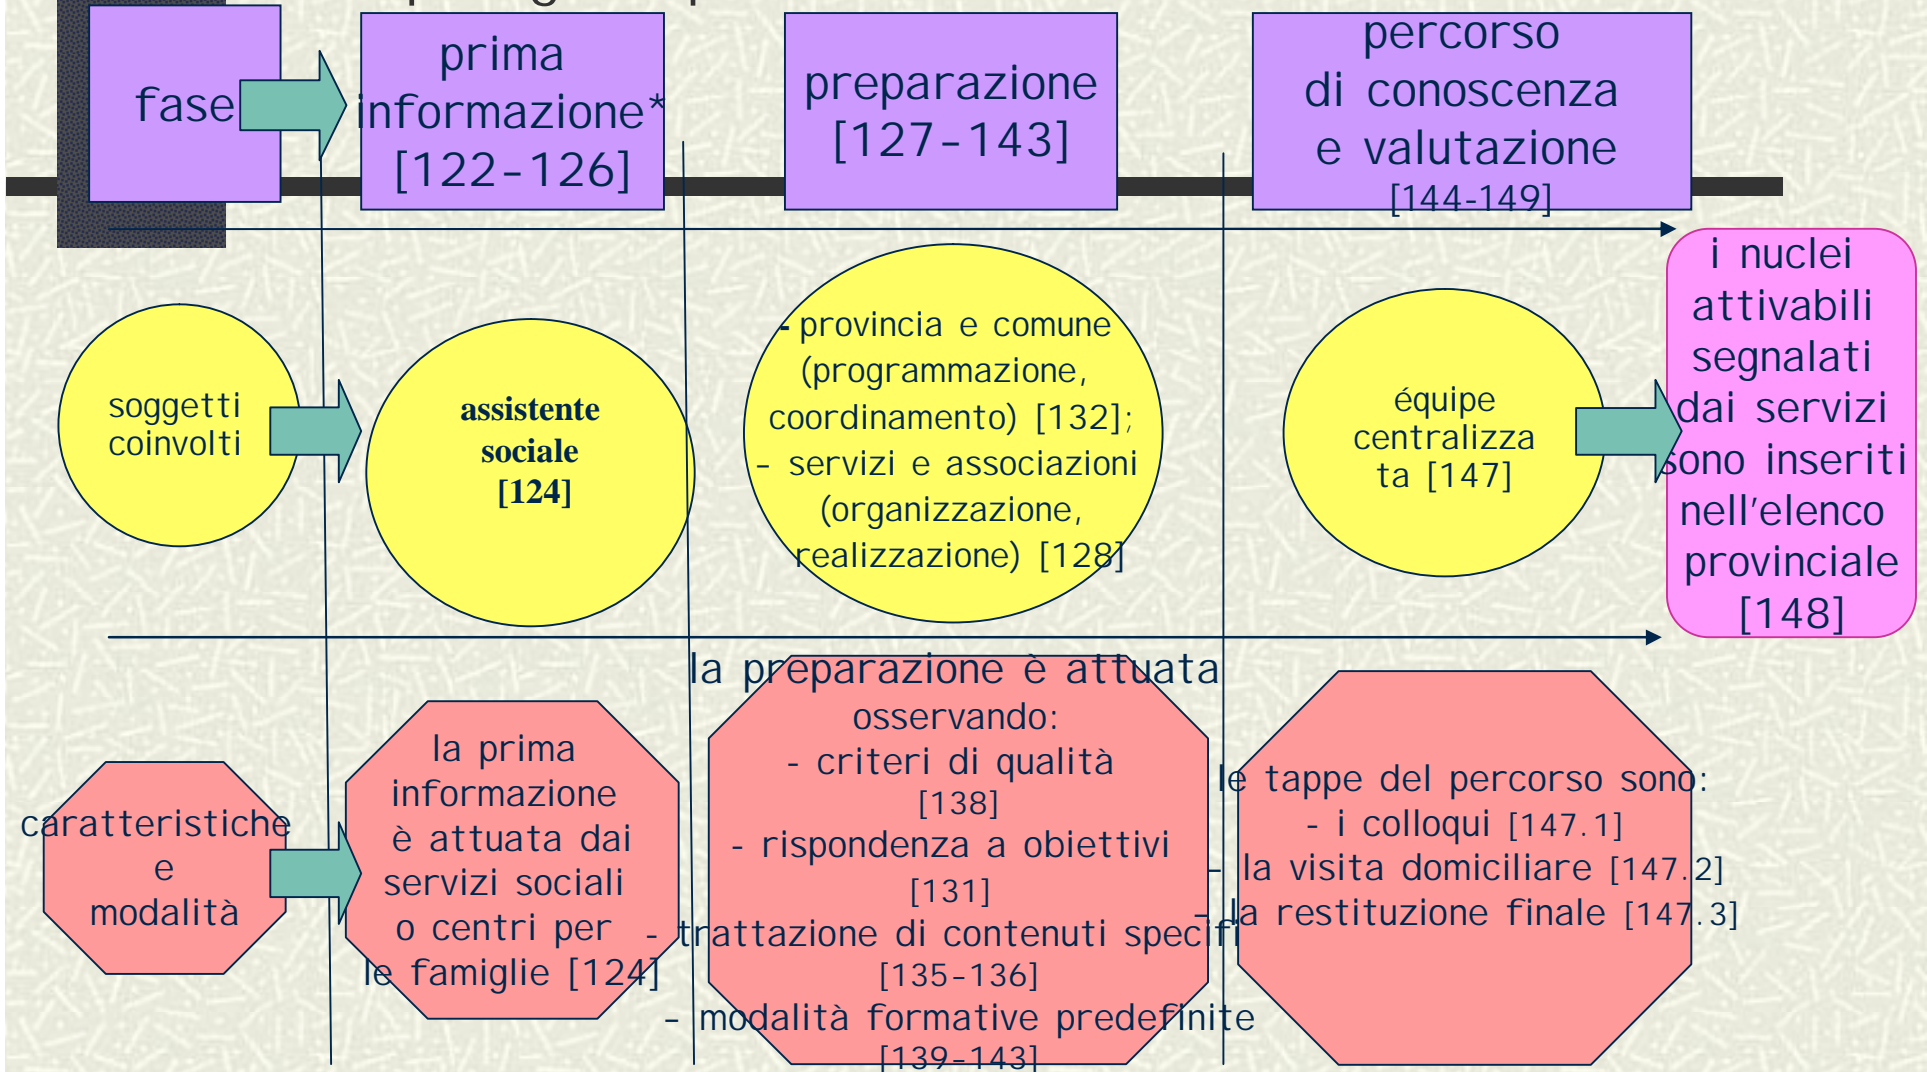 fase
prima
informazione*
[122-126]
preparazione
[127-143]
percorso
di conoscenza
e valutazione
[144-149]
soggetti
coinvolti
assistente
sociale
[124]
- provincia e comune
(programmazione,
coordinamento) [132];
- servizi e associazioni
(organizzazione,
realizzazione) [128]
équipe
centralizza
ta [147]
i nuclei
attivabili
segnalati
dai servizi
sono inseriti
nell'elenco
provinciale
[148]
caratteristiche
e
modalità
la prima
informazione
è attuata dai
servizi sociali
o centri per
le famiglie [124]
la preparazione è attuata
osservando:
- criteri di qualità
[138]
- rispondenza a obiettivi
[131]
- trattazione di contenuti specifi
[135-136]
- modalità formative predefinite
[139-143]
le tappe del percorso sono:
- i colloqui [147.1]
- la visita domiciliare [147.2]
- la restituzione finale [147.3]